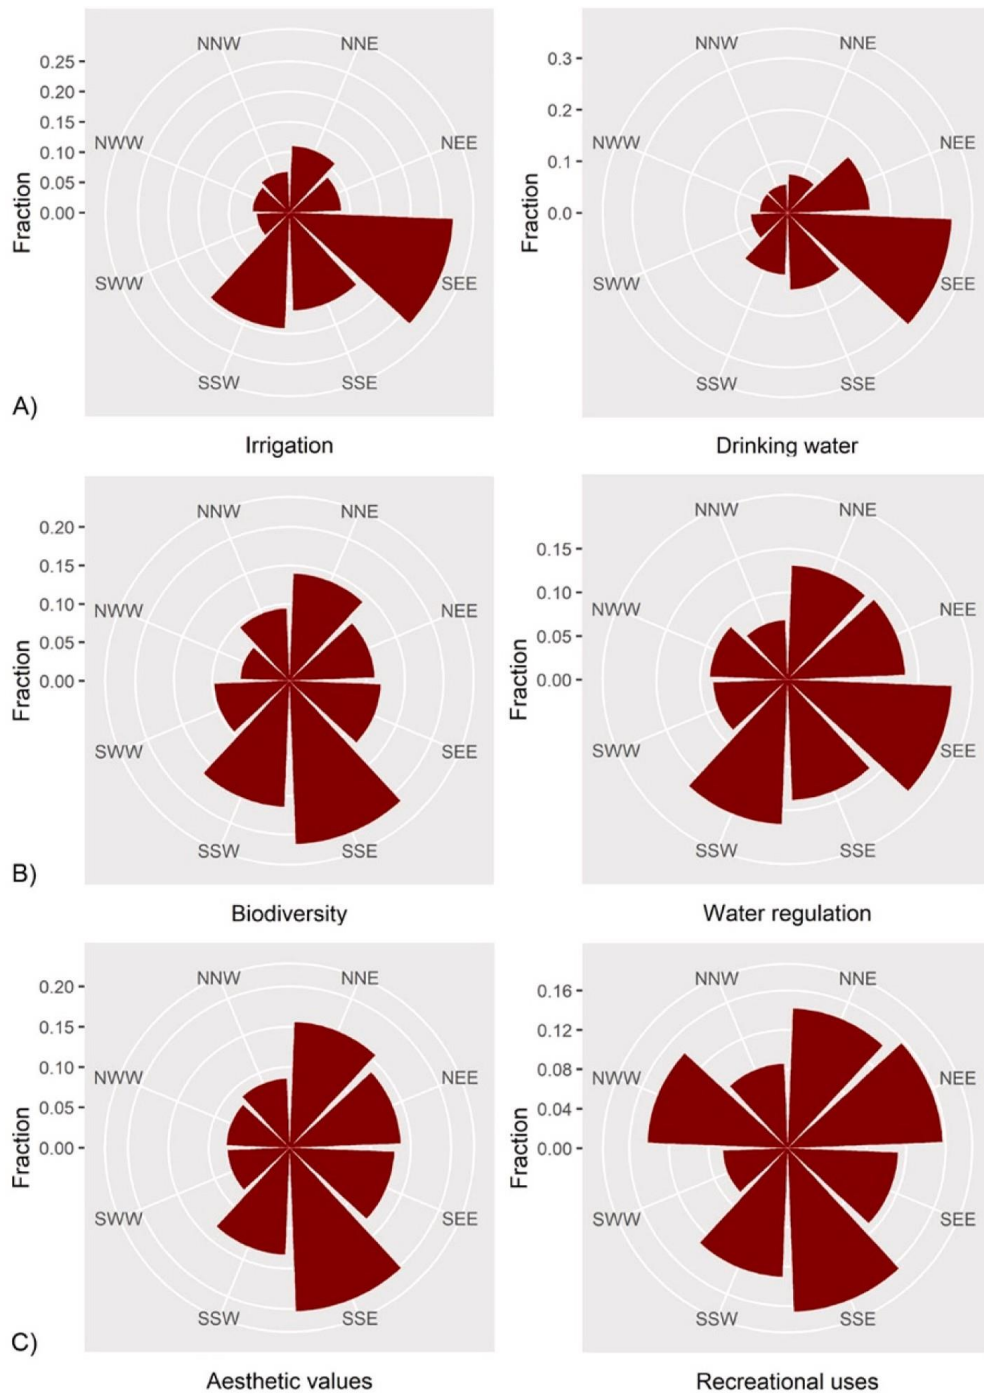 NNW NNE
0.25
0.20
0.15
0.10
0.05
0.00
NWW NEE
Fraction
SWW SEE
SSW SSE
A)
Irrigation
NNW NNE
0.3
0.2
0.1
0.0
NWW NEE
Fraction
SWW SEE
SSW SSE
Drinking water
NNW NNE
0.20
0.15
0.10
0.05
0.00
NWW NEE
Fraction
SWW SEE
SSW SSE
B)
Biodiversity
NNW NNE
0.15
0.10
0.05
0.00
NWW NEE
Fraction
SWW SEE
SSW SSE
Water regulation
NNW NNE
0.20
0.15
0.10
0.05
0.00
NWW NEE
Fraction
SWW SEE
SSW SSE
C)
Aesthetic values
NNW NNE
0.16
0.12
0.08
0.04
0.00
NWW NEE
Fraction
SWW SEE
SSW SSE
Recreational uses